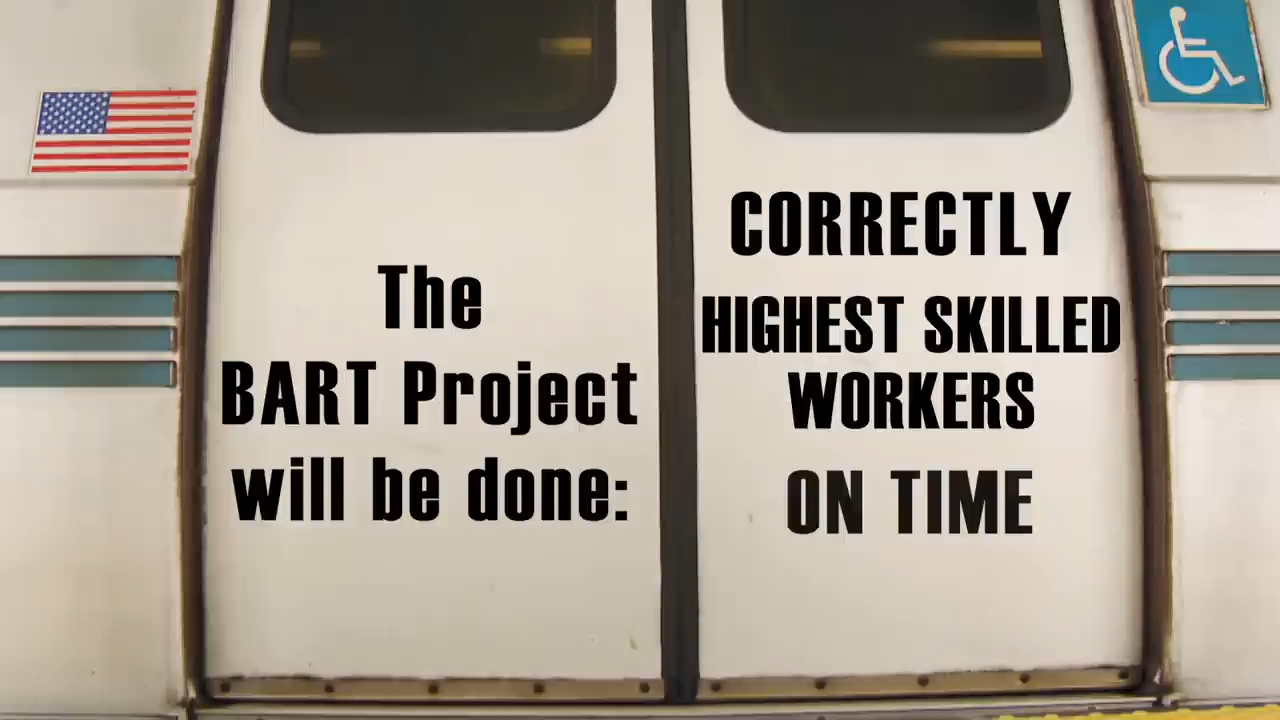 The
BART Project
will be done:
CORRECTLY
HIGHEST SKILLED
WORKERS
ON TIME